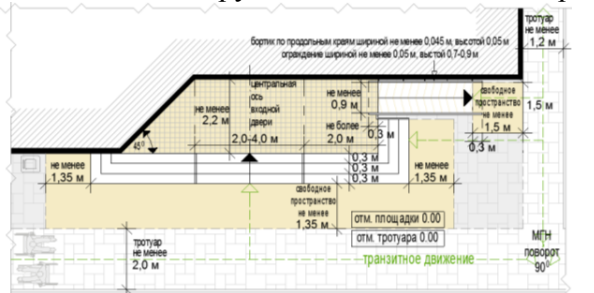 тротуар
не менее
1,2 м
бортик по продольным краям шириной не менее 0,045 м, высотой 0,05 м
ограждение шириной не менее 0,05 м, высотой 0,7-0,9 м
центральная
ось
входной
двери
не менее
2,2 м
2,0-4,0 м
не менее
0,9 м
не более
2,0 м
0,3 м
свободное
пространство
не менее
1,5 м
1,5 м
0,3 м
45⁰
не менее
1,35 м
0,3 м
0,3 м
0,3 м
не менее
1,35 м
свободное
пространство
не менее
1,35 м
отм. площадки 0.00
отм. тротуара 0.00
тротуар
не менее
2,0 м
транзитное движение
МГН
поворот
90⁰